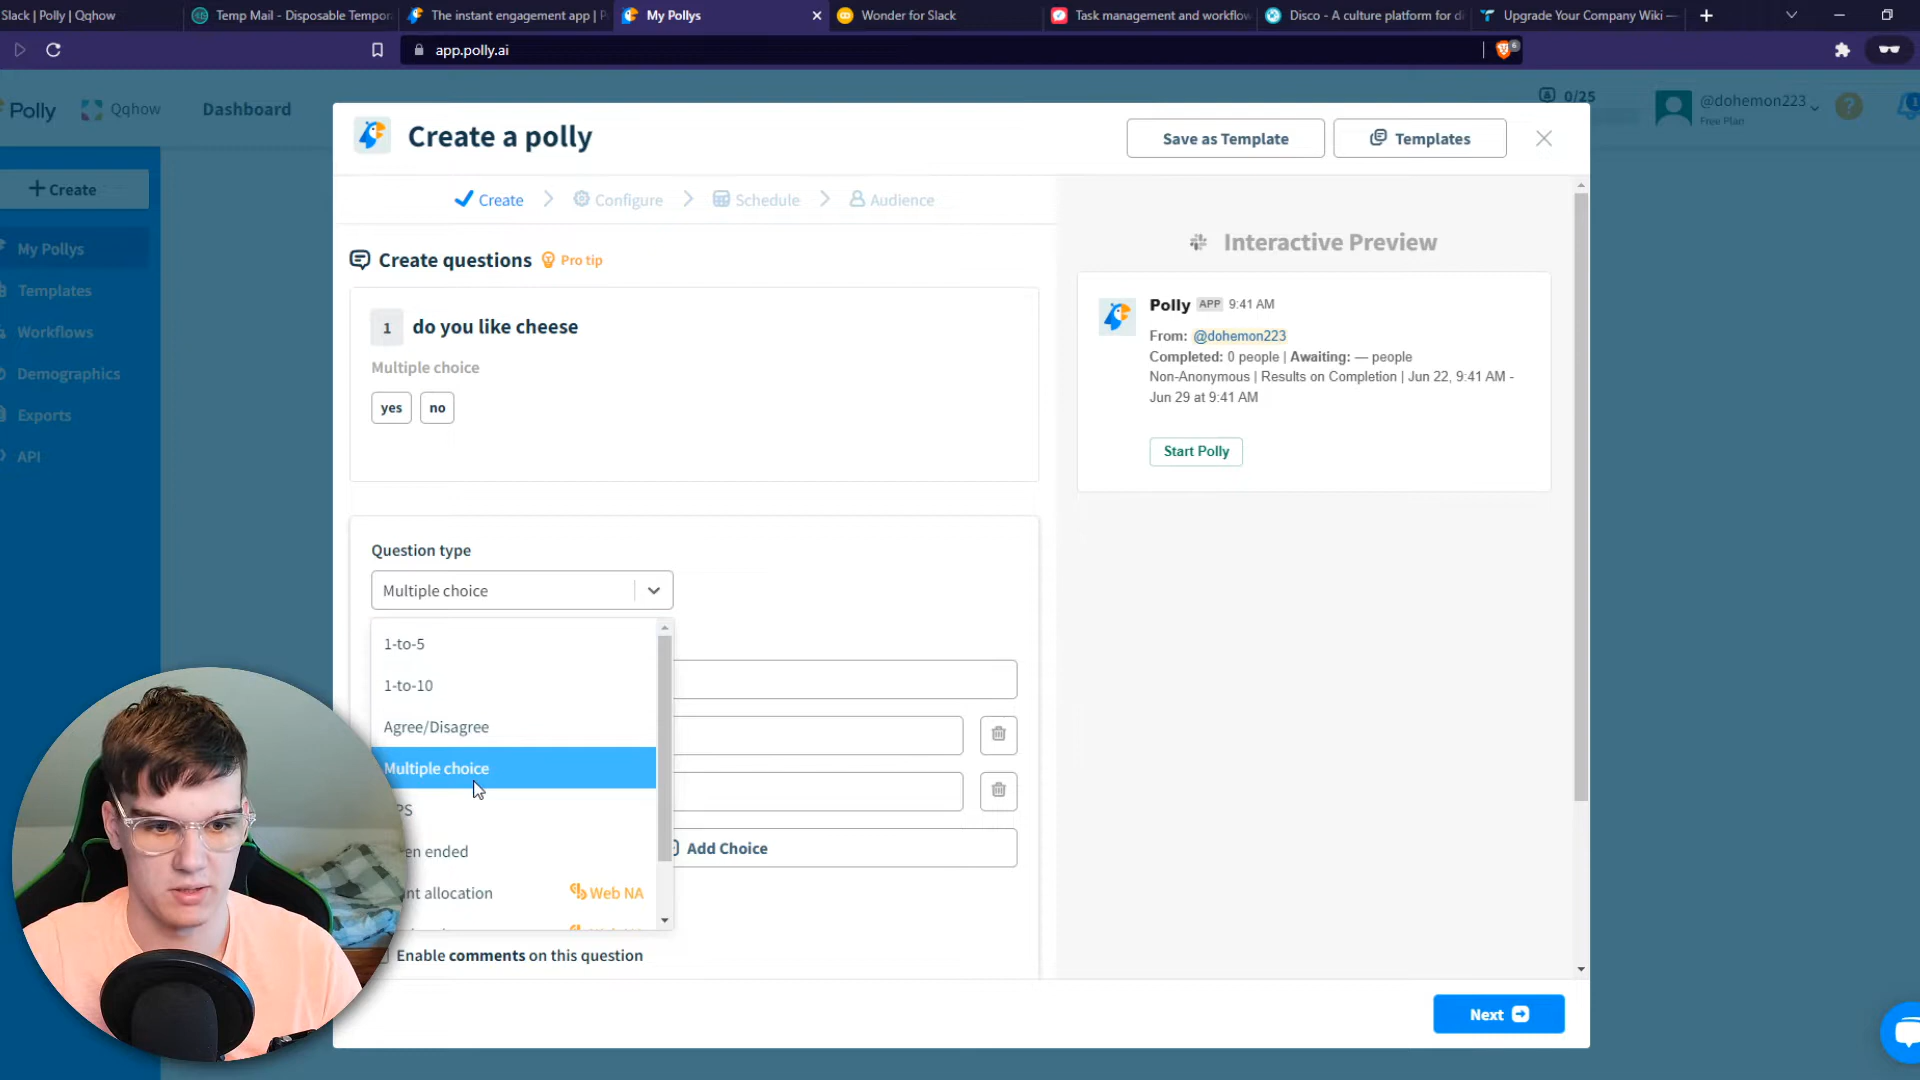 Slack | Polly | Qqhow
Temp Mail - Disposable Tempora
The instant engagement app | P
My Pollys
Wonder for Slack
Task management and workflow
Disco - A culture platform for di
Upgrade Your Company Wiki —
app.polly.ai
6
Polly
Qqhow
Dashboard
0/25
@dohemon223
Free Plan
?
1
Create a polly
Save as Template
Templates
Create
Configure
Schedule
Audience
+ Create
My Pollys
Templates
Workflows
Demographics
Exports
API
Create questions
Pro tip
1
do you like cheese
Multiple choice
yes
no
Question type
Multiple choice
1-to-5
1-to-10
Agree/Disagree
Multiple choice
PS
en ended
nt allocation
Web NA
Add Choice
Enable comments on this question
Interactive Preview
Polly APP 9:41 AM
From: @dohemon223
Completed: 0 people | Awaiting: — people
Non-Anonymous | Results on Completion | Jun 22, 9:41 AM -
Jun 29 at 9:41 AM
Start Polly
Next